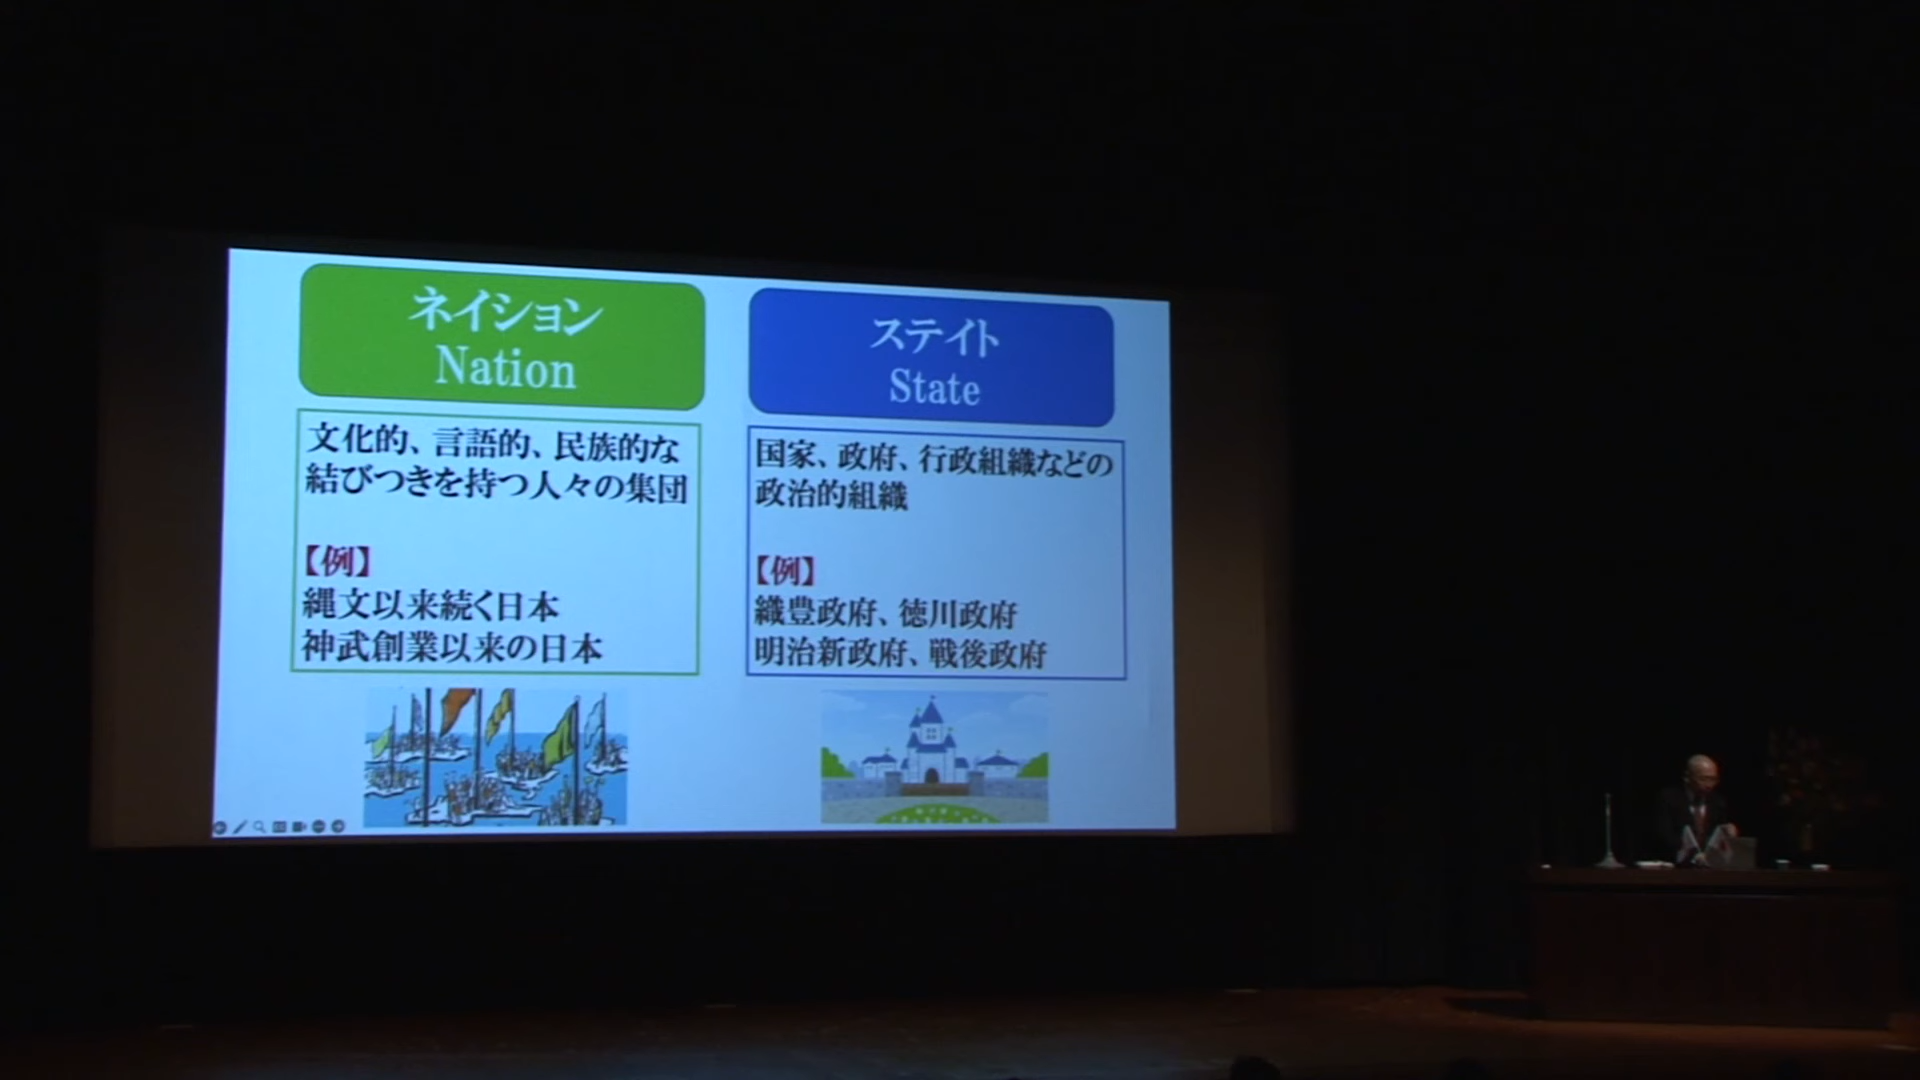 ネイション
Nation
文化的、言語的、民族的な
結びつきを持つ人々の集団
【例】
縄文以来続く日本
神武創業以来の日本
ステイト
State
国家、政府、行政組織などの
政治的組織
【例】
織豊政府、徳川政府
明治新政府、戦後政府